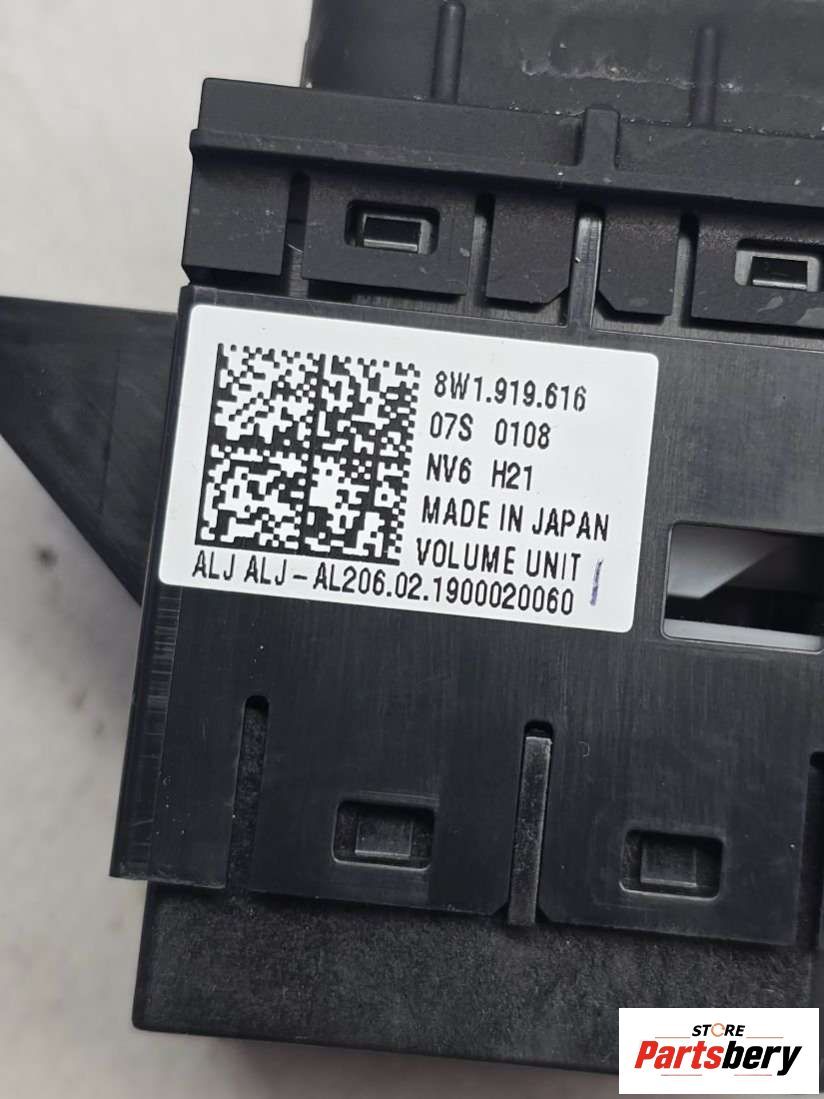 8W1.919.616
07S 0108
NV6 H21
MADE IN JAPAN
VOLUME UNIT
ALJ ALJ-AL206.02.1900020060
STORE
Partsbery